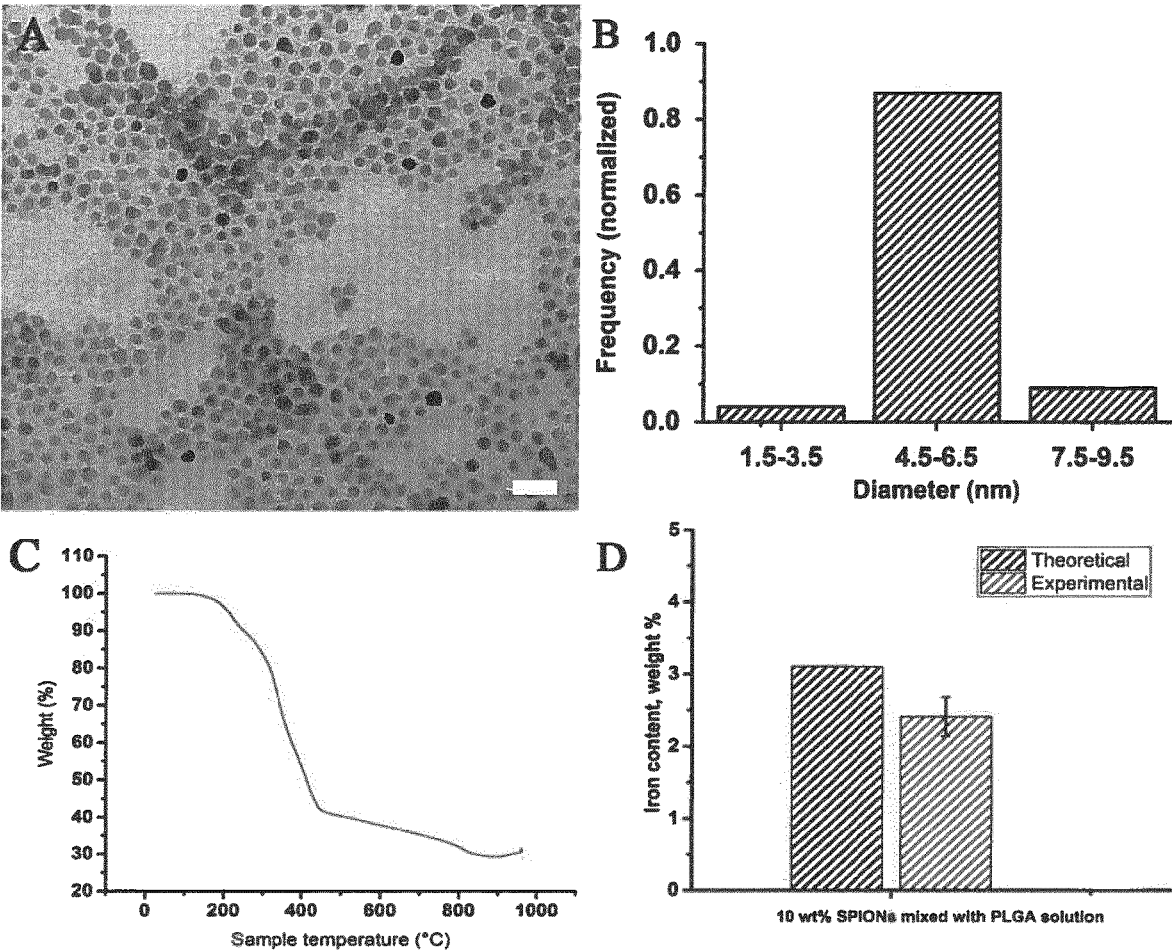 A
B
1.0
0.8
0.6
0.4
0.2
0.0
Frequency (normalized)
1.5-3.5 4.5-6.5 7.5-9.5
Diameter (nm)
C
110
100
90
80
70
60
50
40
30
20
Weight (%)
0 200 400 600 800 1000
Sample temperature (°C)
D
5
4
3
2
1
0
Iron content, weight %
Theoretical
Experimental
10 wt% SPIONs mixed with PLGA solution